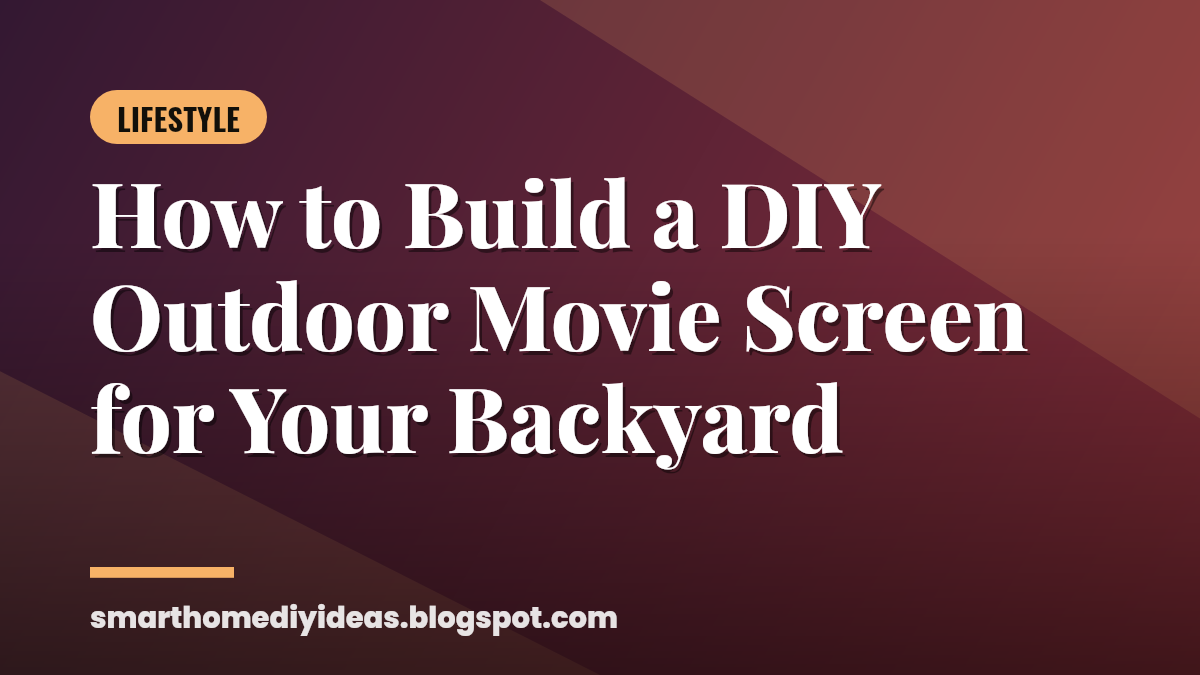 LIFESTYLE
How to Build a DIY
Outdoor Movie Screen
for Your Backyard
smarthomediyideas.blogspot.com